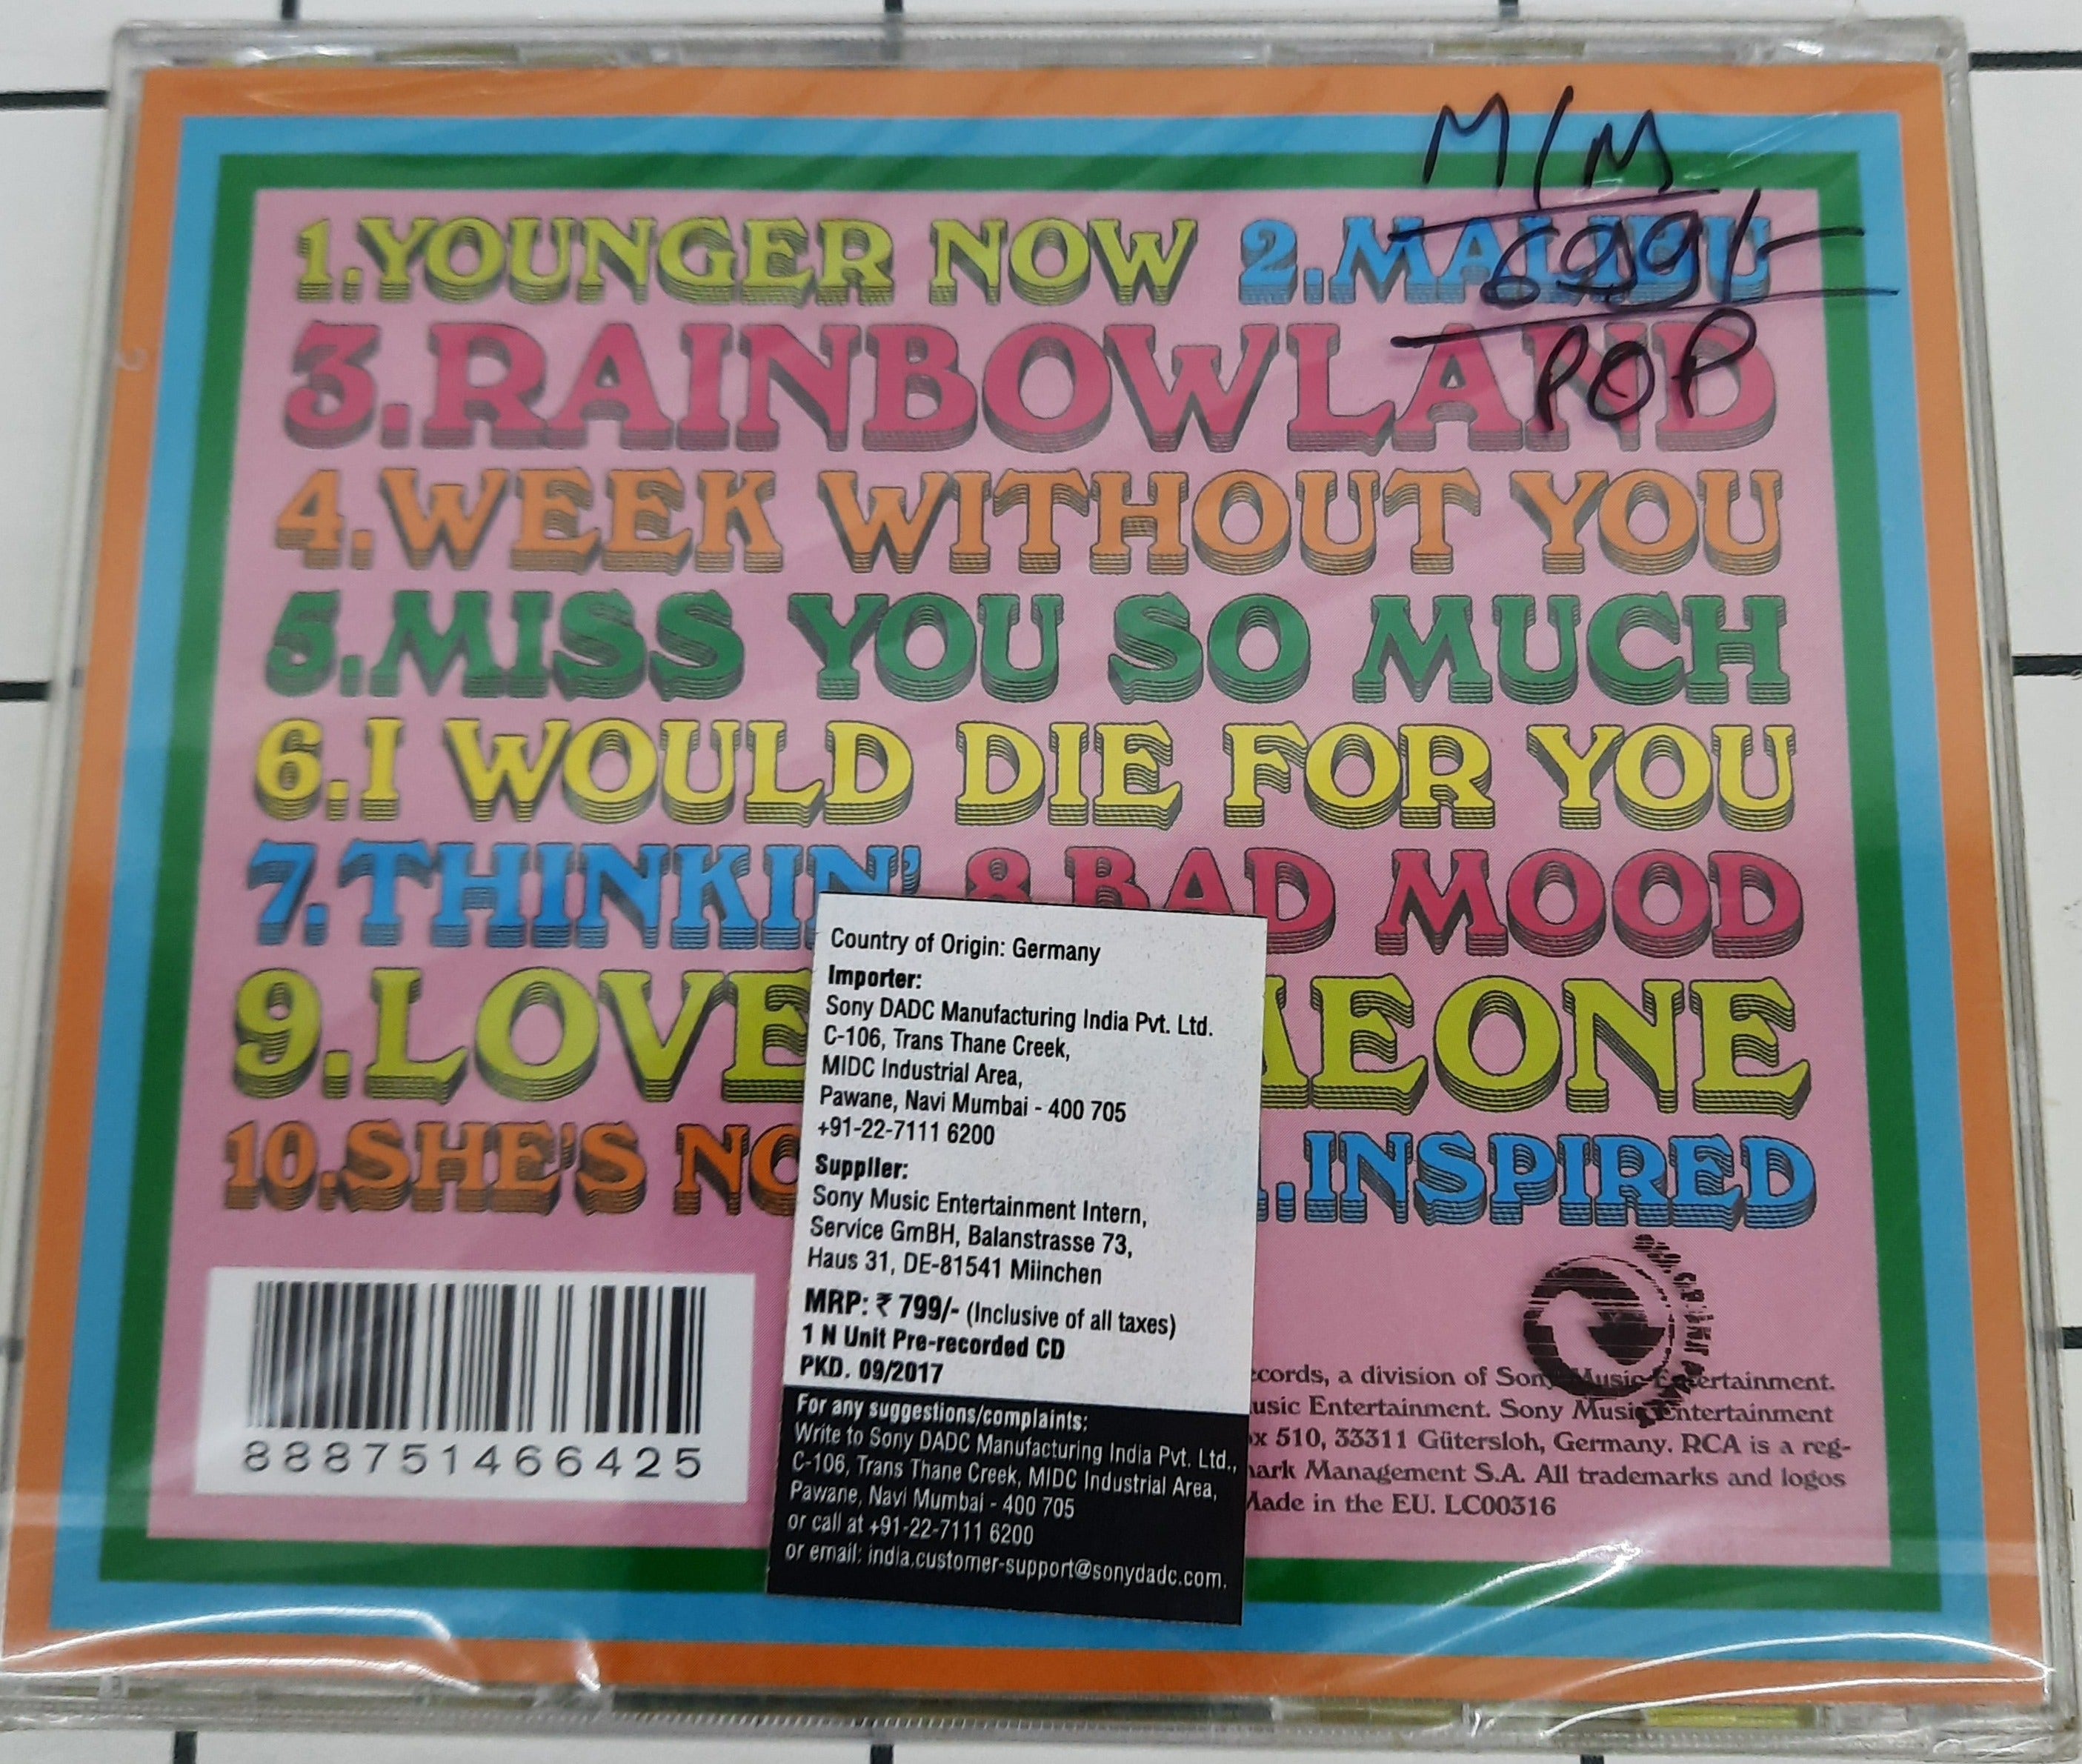 M/M
699/-
POP
1.YOUNGER NOW 2.MALIBU
3.RAINBOWLAND
4.WEEK WITHOUT YOU
5.MISS YOU SO MUCH
6.I WOULD DIE FOR YOU
7.THINKIN' 8.BAD MOOD
9.LOVE
10.SHE'S .INSPIRED
Country of Origin: Germany
Importer:
Sony DADC Manufacturing India Pvt. Ltd.
C-106, Trans Thane Creek,
MIDC Industrial Area,
Pawane, Navi Mumbai - 400 705
+91-22-7111 6200
Supplier:
Sony Music Entertainment Intern,
Service GmBH, Balanstrasse 73,
Haus 31, DE-81541 Miinchen
MRP: ₹ 799/- (Inclusive of all taxes)
1 N Unit Pre-recorded CD
PKD. 09/2017
For any suggestions/complaints:
Write to Sony DADC Manufacturing India Pvt. Ltd.,
C-106, Trans Thane Creek, MIDC Industrial Area,
Pawane, Navi Mumbai - 400 705
or call at +91-22-7111 6200
or email: india.customer-support@sonydadc.com.
888751466425
, a division of Sony Music Entertainment.
Entertainment. Sony Music Entertainment
510, 33311 Gütersloh, Germany. RCA is a reg-
Management S.A. All trademarks and logos
in the EU. LC00316